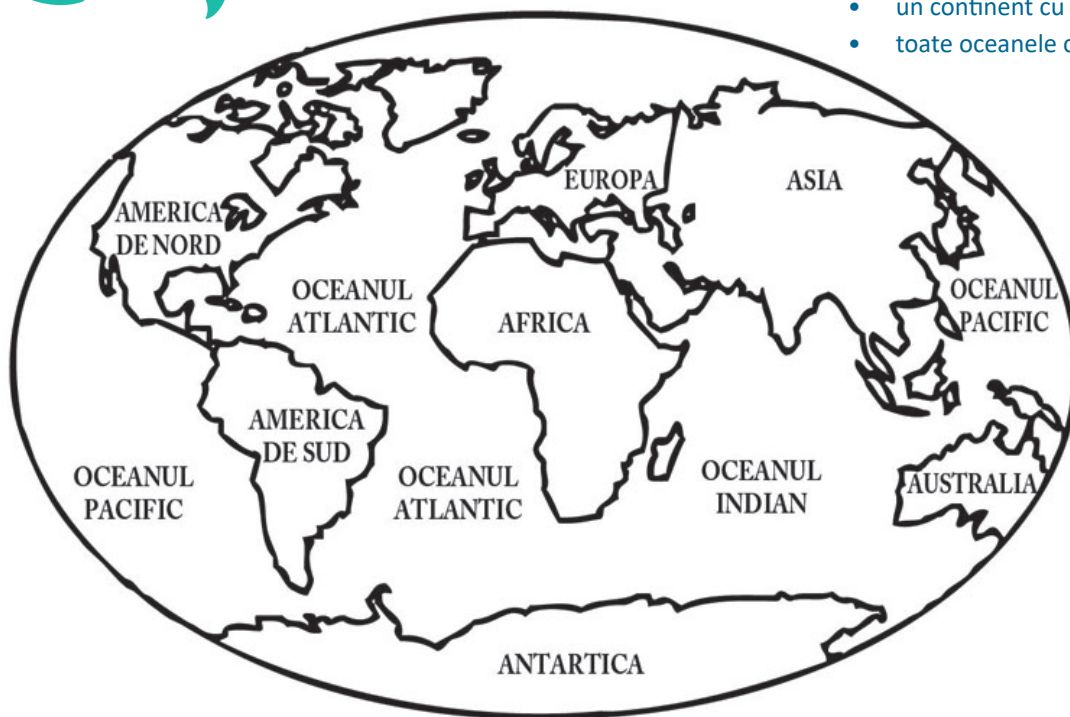 un continent cu
toate oceanele
EUROPA
ASIA
AMERICA
DE NORD
OCEANUL
ATLANTIC
AFRICA
OCEANUL
PACIFIC
AMERICA
DE SUD
OCEANUL
PACIFIC
OCEANUL
ATLANTIC
OCEANUL
INDIAN
AUSTRALIA
ANTARTICA